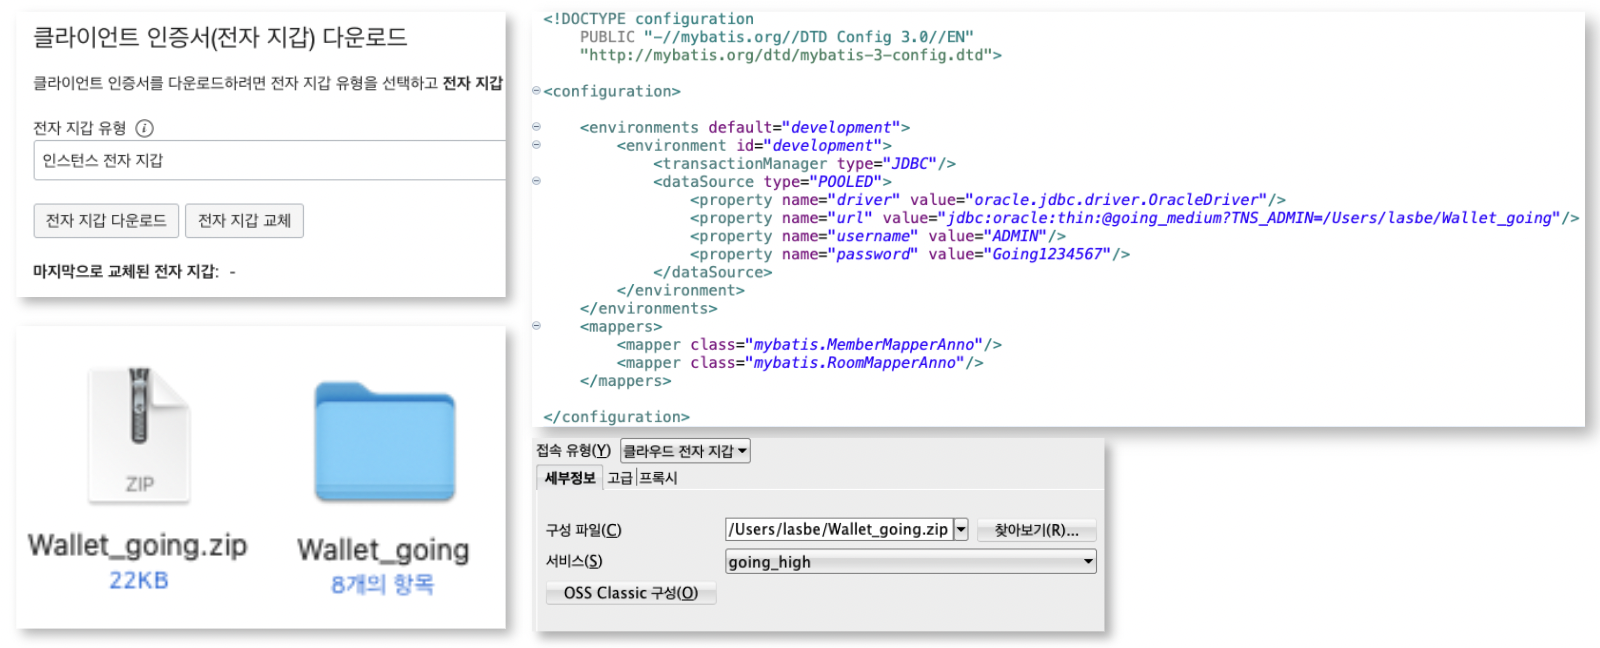 클라이언트 인증서(전자 지갑) 다운로드
클라이언트 인증서를 다운로드하려면 전자 지갑 유형을 선택하고 전자 지갑
전자 지갑 유형 i
인스턴스 전자 지갑
전자 지갑 다운로드 전자 지갑 교체
마지막으로 교체된 전자 지갑: -
ZIP
Wallet_going.zip
22KB
Wallet_going
8개의 항목
<!DOCTYPE configuration
PUBLIC "-//mybatis.org//DTD Config 3.0//EN"
"http://mybatis.org/dtd/mybatis-3-config.dtd">
<configuration>
<environments default="development">
<environment id="development">
<transactionManager type="JDBC"/>
<dataSource type="POOLED">
<property name="driver" value="oracle.jdbc.driver.OracleDriver"/>
<property name="url" value="jdbc:oracle:thin:@going_medium?TNS_ADMIN=/Users/lasbe/Wallet_going"/>
<property name="username" value="ADMIN"/>
<property name="password" value="Going1234567"/>
</dataSource>
</environment>
</environments>
<mappers>
<mapper class="mybatis.MemberMapperAnno"/>
<mapper class="mybatis.RoomMapperAnno"/>
</mappers>
</configuration>
접속 유형(Y) 클라우드 전자 지갑
세부정보 고급 프록시
구성 파일(C) /Users/lasbe/Wallet_going.zip 찾아보기(R)...
서비스(S) going_high
OSS Classic 구성(O)